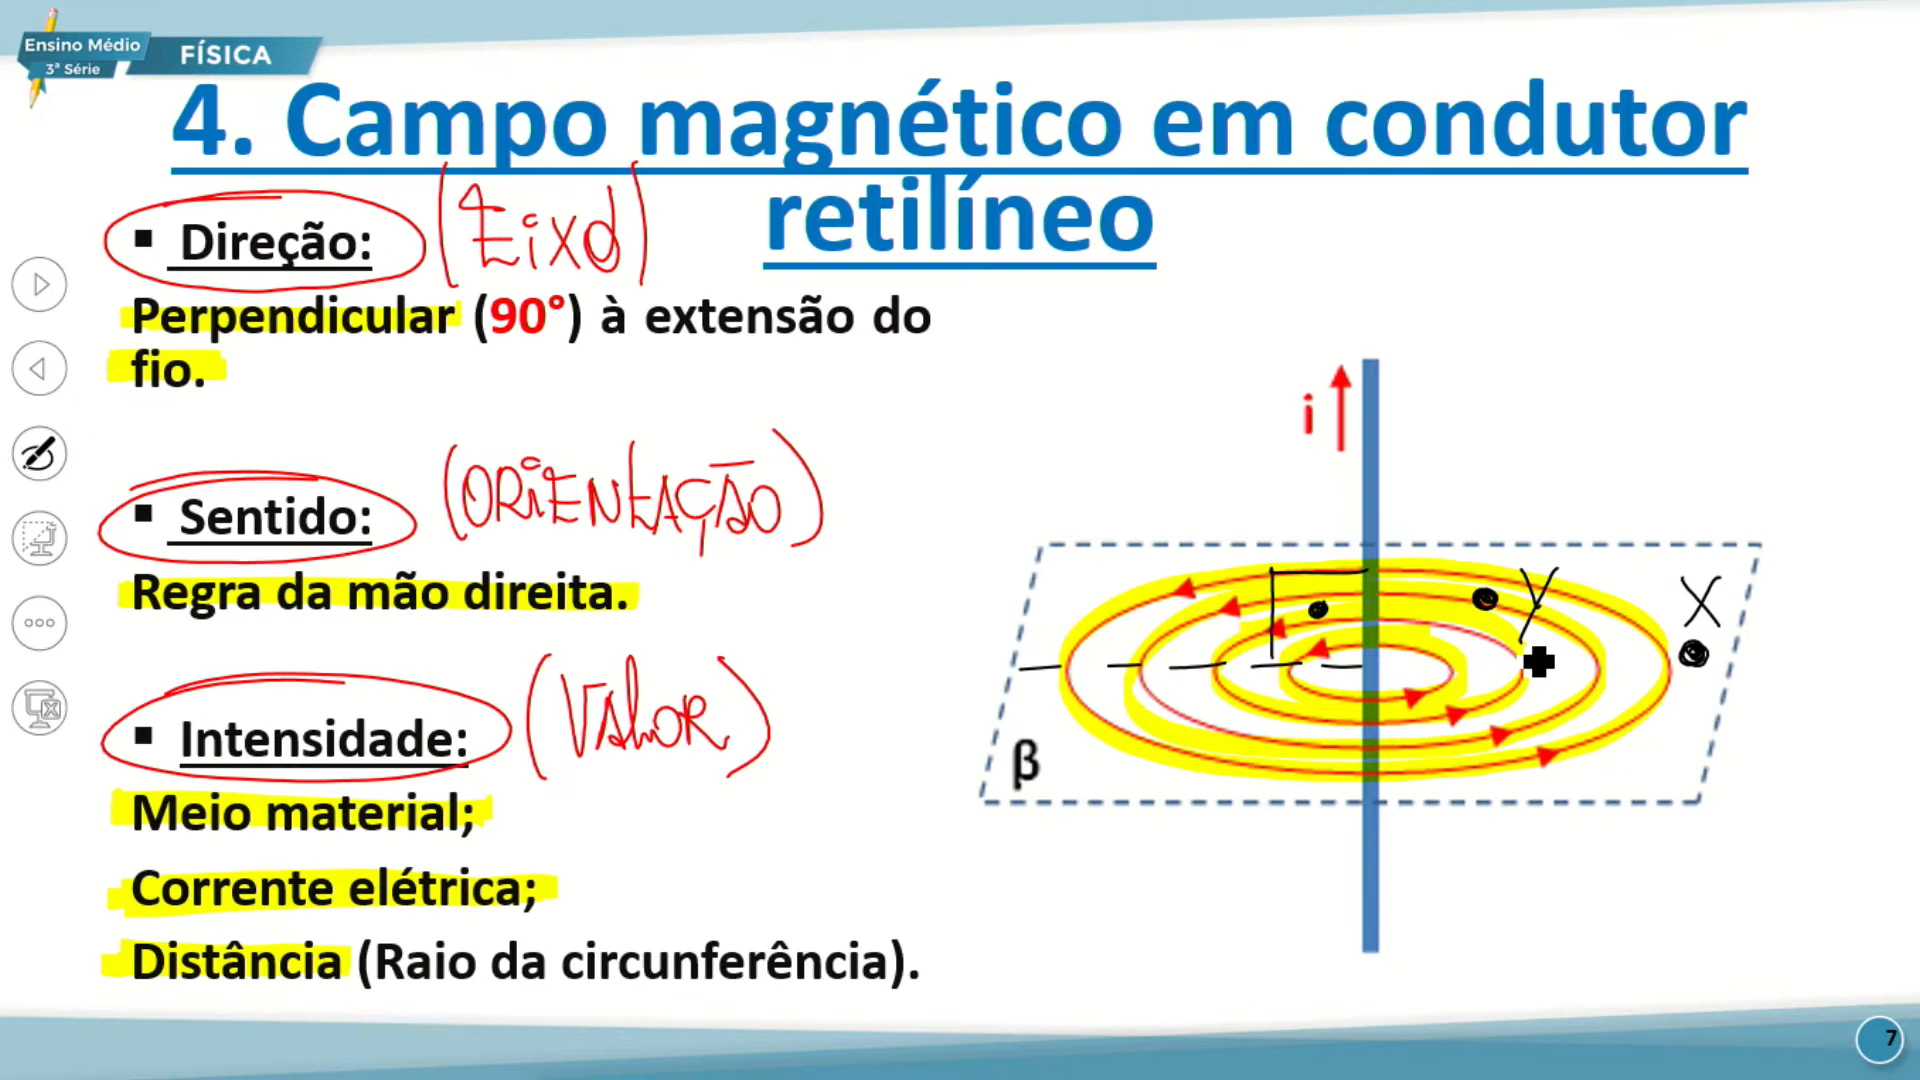 Ensino Médio
3ª Série
FÍSICA
4. Campo magnético em condutor
retilíneo
▪ Direção:
(Eixo)
Perpendicular (90°) à extensão do
fio.
▪ Sentido:
(ORiENtAÇÃO)
Regra da mão direita.
▪ Intensidade:
(VAloR)
Meio material;
Corrente elétrica;
Distância (Raio da circunferência).
i
Y
X
β
7